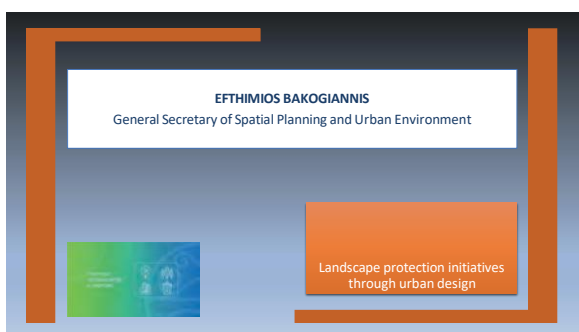 EFTHIMIOS BAKOGIANNIS
General Secretary of Spatial Planning and Urban Environment
Landscape protection initiatives
through urban design